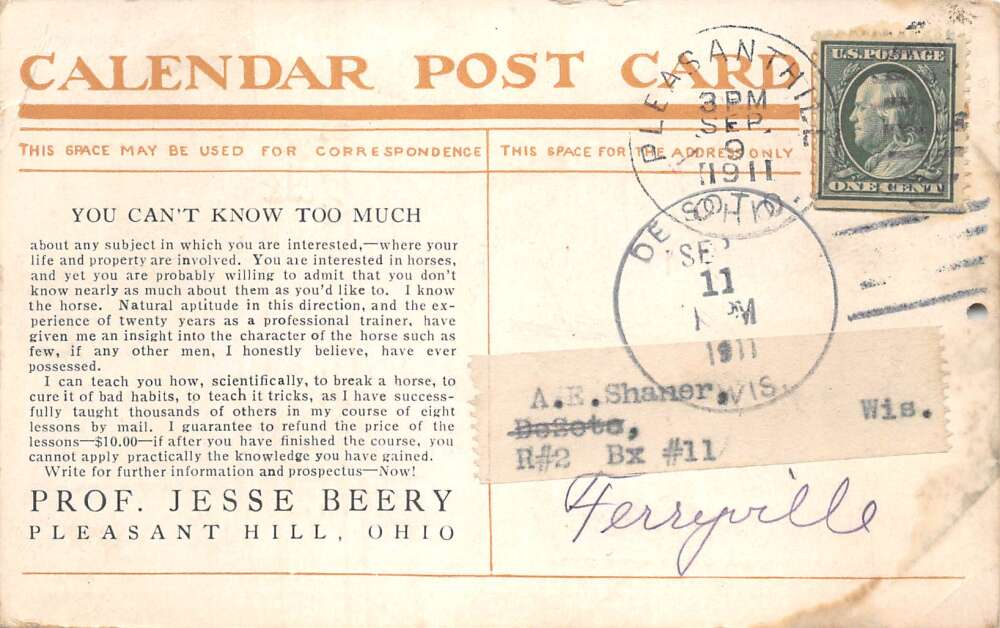 CALENDAR POST CARD
THIS SPACE MAY BE USED FOR CORRESPONDENCE
THIS SPACE FOR THE ADDRESS ONLY
YOU CAN'T KNOW TOO MUCH
about any subject in which you are interested,—where your
life and property are involved. You are interested in horses,
and yet you are probably willing to admit that you don't
know nearly as much about them as you'd like to. I know
the horse. Natural aptitude in this direction, and the ex-
perience of twenty years as a professional trainer, have
given me an insight into the character of the horse such as
few, if any other men, I honestly believe, have ever
possessed.
I can teach you how, scientifically, to break a horse, to
cure it of bad habits, to teach it tricks, as I have success-
fully taught thousands of others in my course of eight
lessons by mail. I guarantee to refund the price of the
lessons—$10.00—if after you have finished the course, you
cannot apply practically the knowledge you have gained.
Write for further information and prospectus—Now!
PROF. JESSE BEERY
PLEASANT HILL, OHIO
PLEASANT HILL
3 PM
SEP.
9
1911
OHIO.
U.S. POSTAGE
ONE CENT
DE SOTO
SEP
11
M
1911
WIS.
A.E.Shaner,
DeSoto, Wis.
R#2 Bx #11
Ferryville